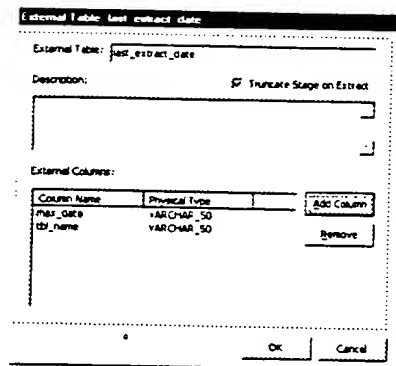 External Table: last_extract_date
External Table: last_extract_date
Description:
Truncate Stage on Extract
External Columns:
Column Name Physical Type
max_date VARCHAR_50
tbl_name VARCHAR_50
Add Column
Remove
OK Cancel